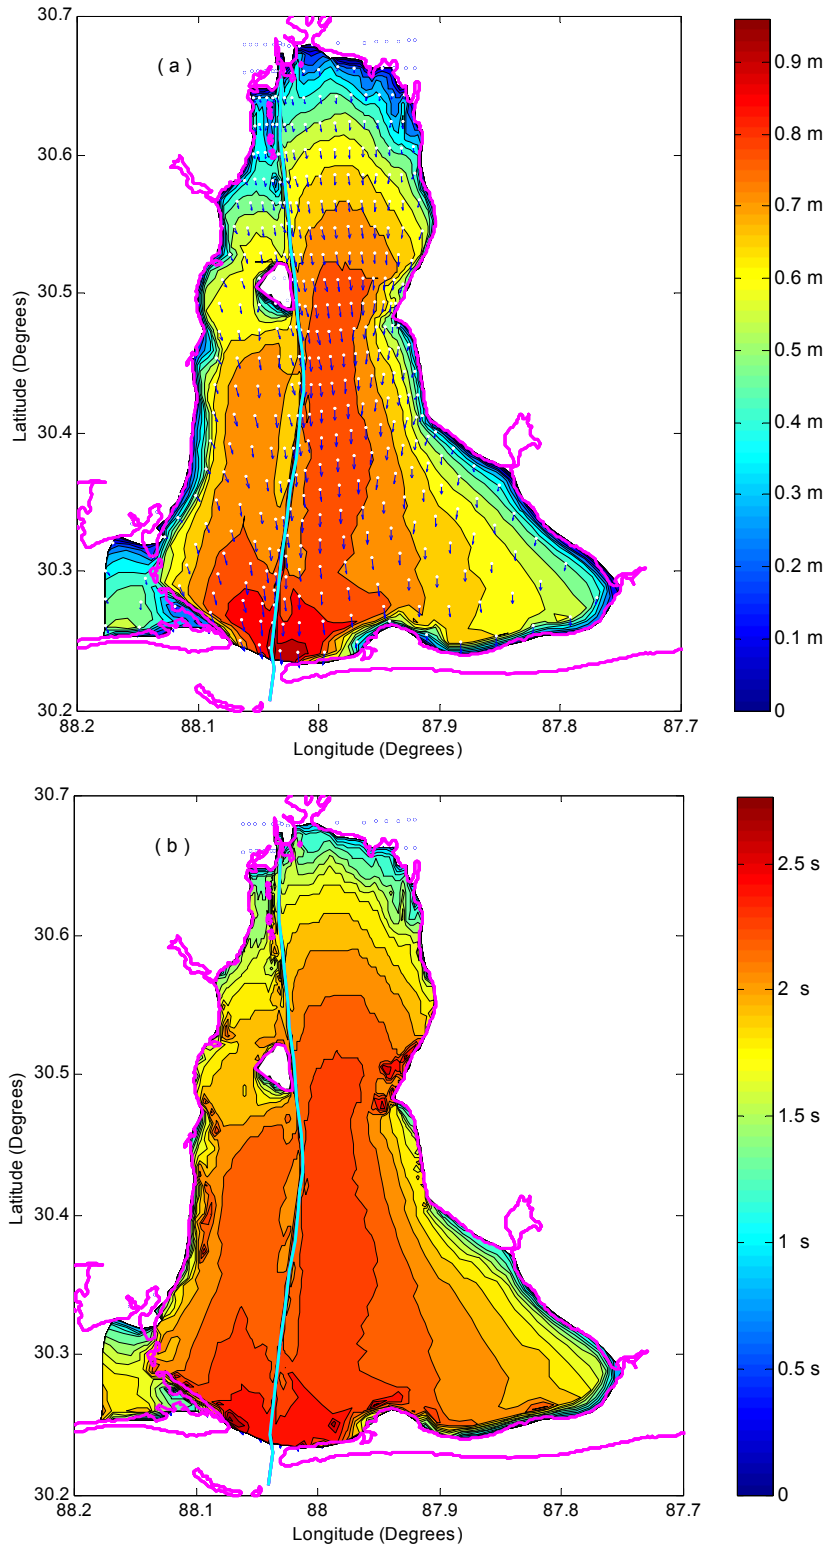 30.7
( a )
0.9 m
0.8 m
30.6
0.7 m
0.6 m
Latitude (Degrees)
30.5
0.5 m
0.4 m
30.4
0.3 m
30.3
0.2 m
0.1 m
30.2
0
88.2 88.1 88 87.9 87.8 87.7
Longitude (Degrees)
30.7
( b )
2.5 s
30.6
2 s
Latitude (Degrees)
30.5
1.5 s
30.4
1 s
30.3
0.5 s
30.2
0
88.2 88.1 88 87.9 87.8 87.7
Longitude (Degrees)